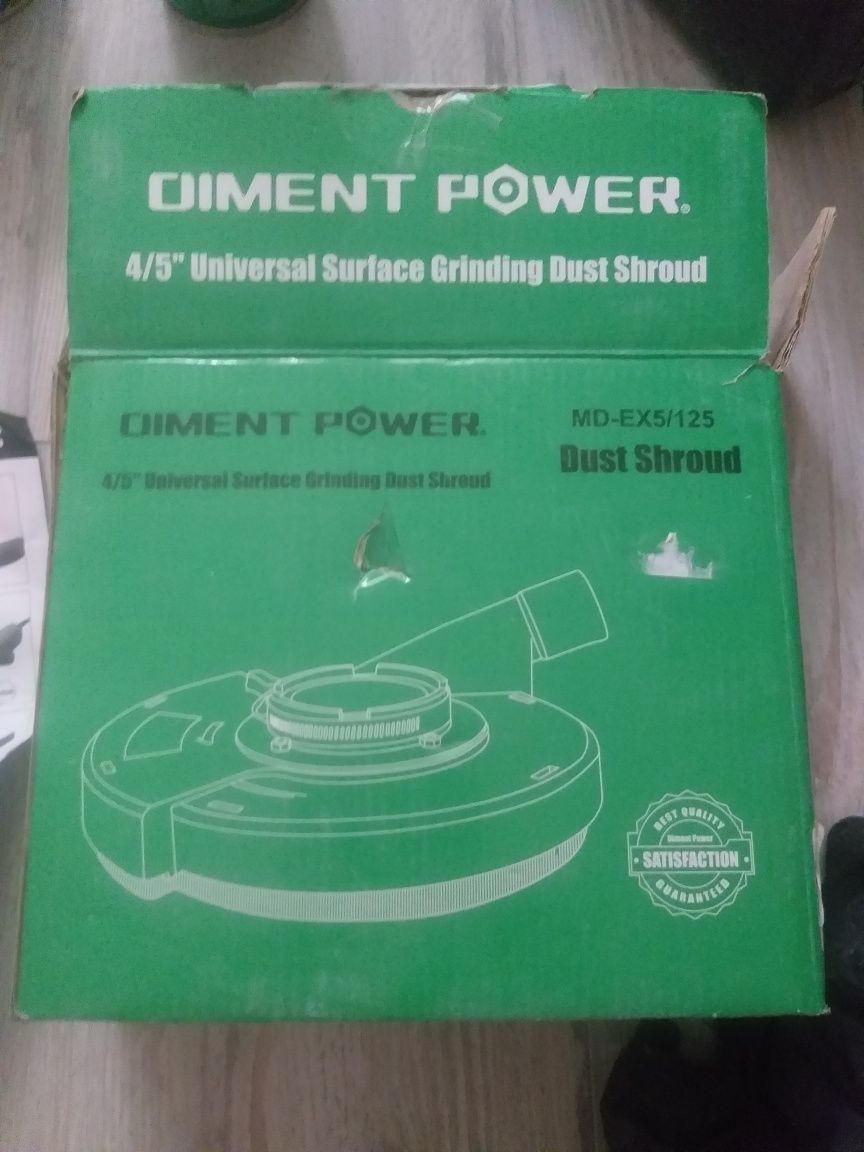 DIMENT POWER®
4/5" Universal Surface Grinding Dust Shroud
DIMENT POWER®
4/5" Universal Surface Grinding Dust Shroud
MD-EX5/125
Dust Shroud
BEST QUALITY
Diment Power
• SATISFACTION •
GUARANTEED